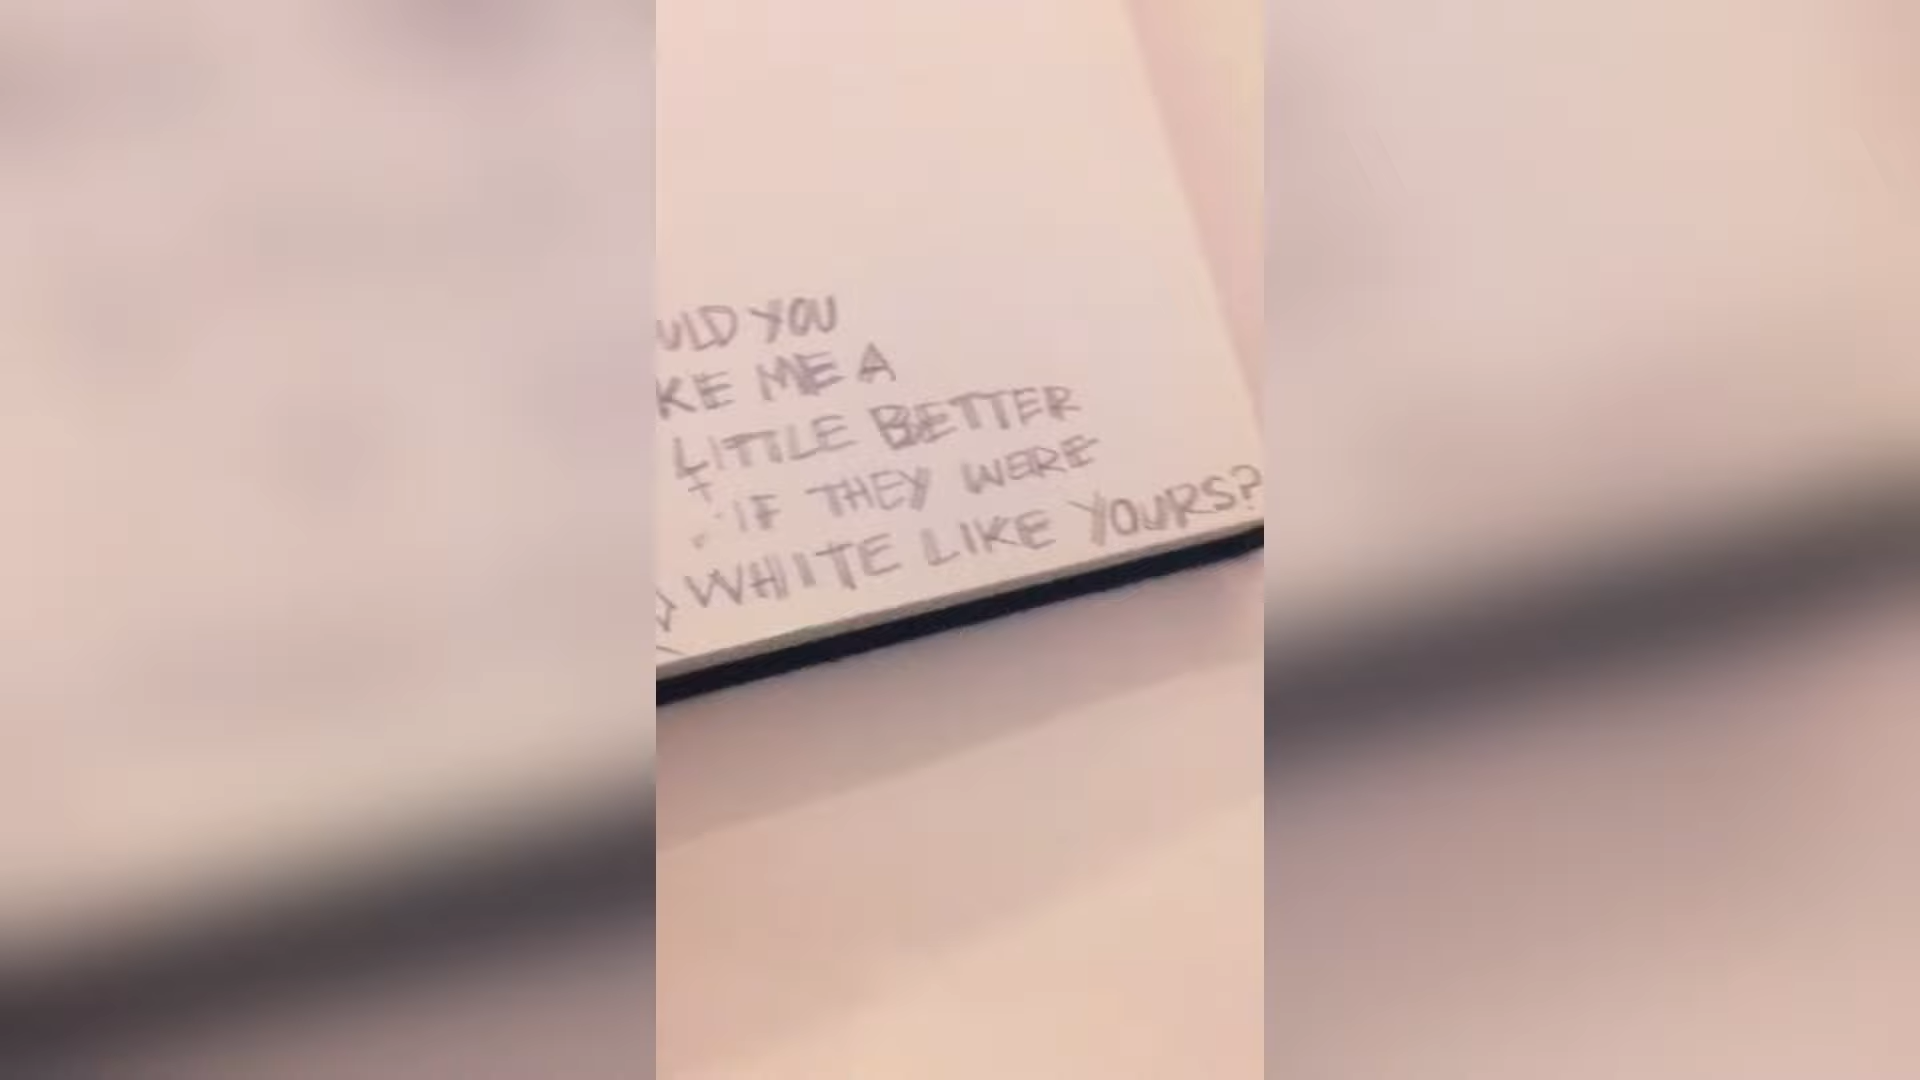 ULD YOU
KE ME A
LITTLE BETTER
IF THEY WERE
WHITE LIKE YOURS?